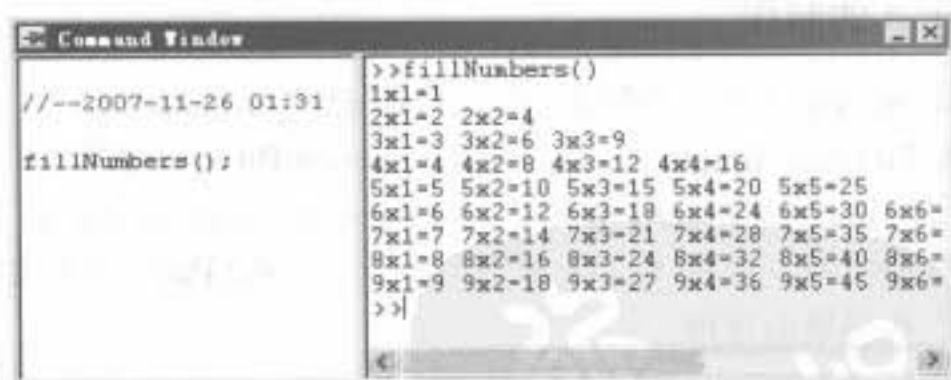 Command Window
//--2007-11-26 01:31
fillNumbers();
>>fillNumbers()
1x1=1
2x1=2 2x2=4
3x1=3 3x2=6 3x3=9
4x1=4 4x2=8 4x3=12 4x4=16
5x1=5 5x2=10 5x3=15 5x4=20 5x5=25
6x1=6 6x2=12 6x3=18 6x4=24 6x5=30 6x6=
7x1=7 7x2=14 7x3=21 7x4=28 7x5=35 7x6=
8x1=8 8x2=16 8x3=24 8x4=32 8x5=40 8x6=
9x1=9 9x2=18 9x3=27 9x4=36 9x5=45 9x6=
>>